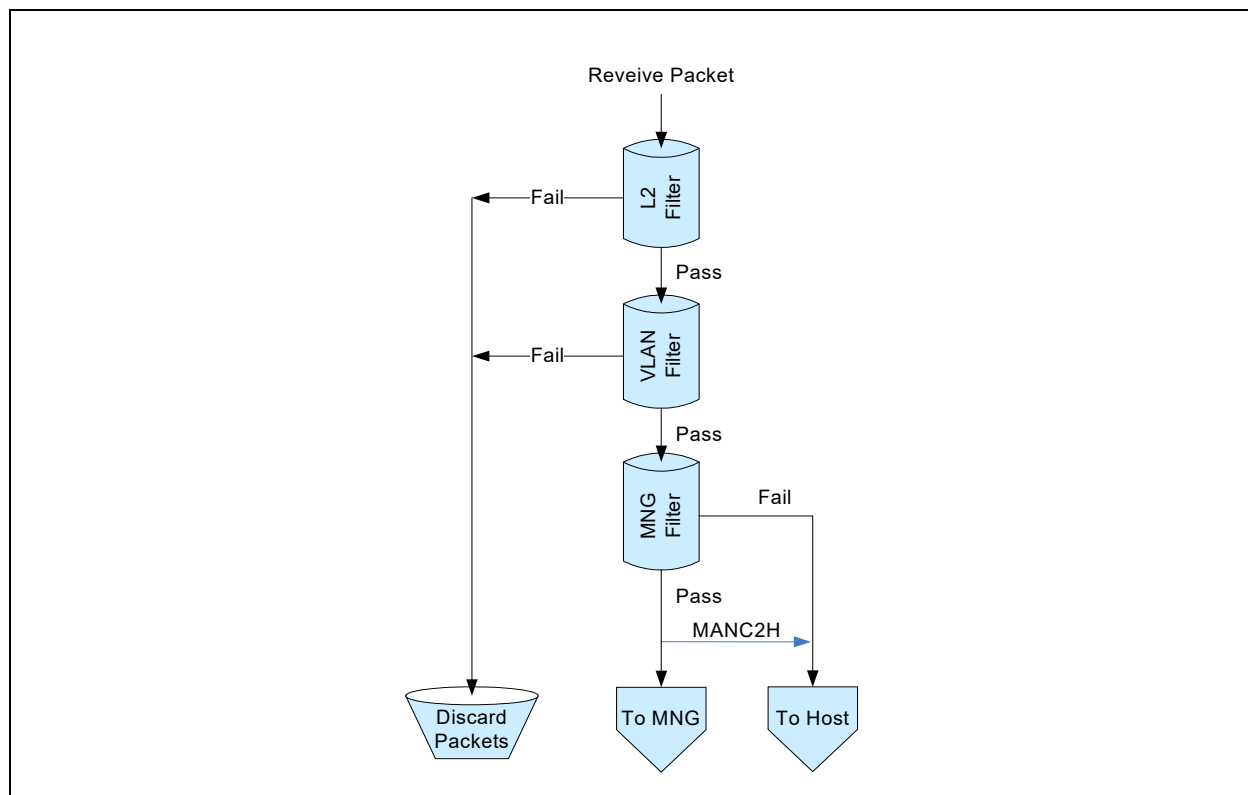 Reveive Packet
L2
Filter
Fail
Pass
VLAN
Filter
Fail
Pass
MNG
Filter
Fail
Pass
MANC2H
Discard
Packets
To MNG
To Host